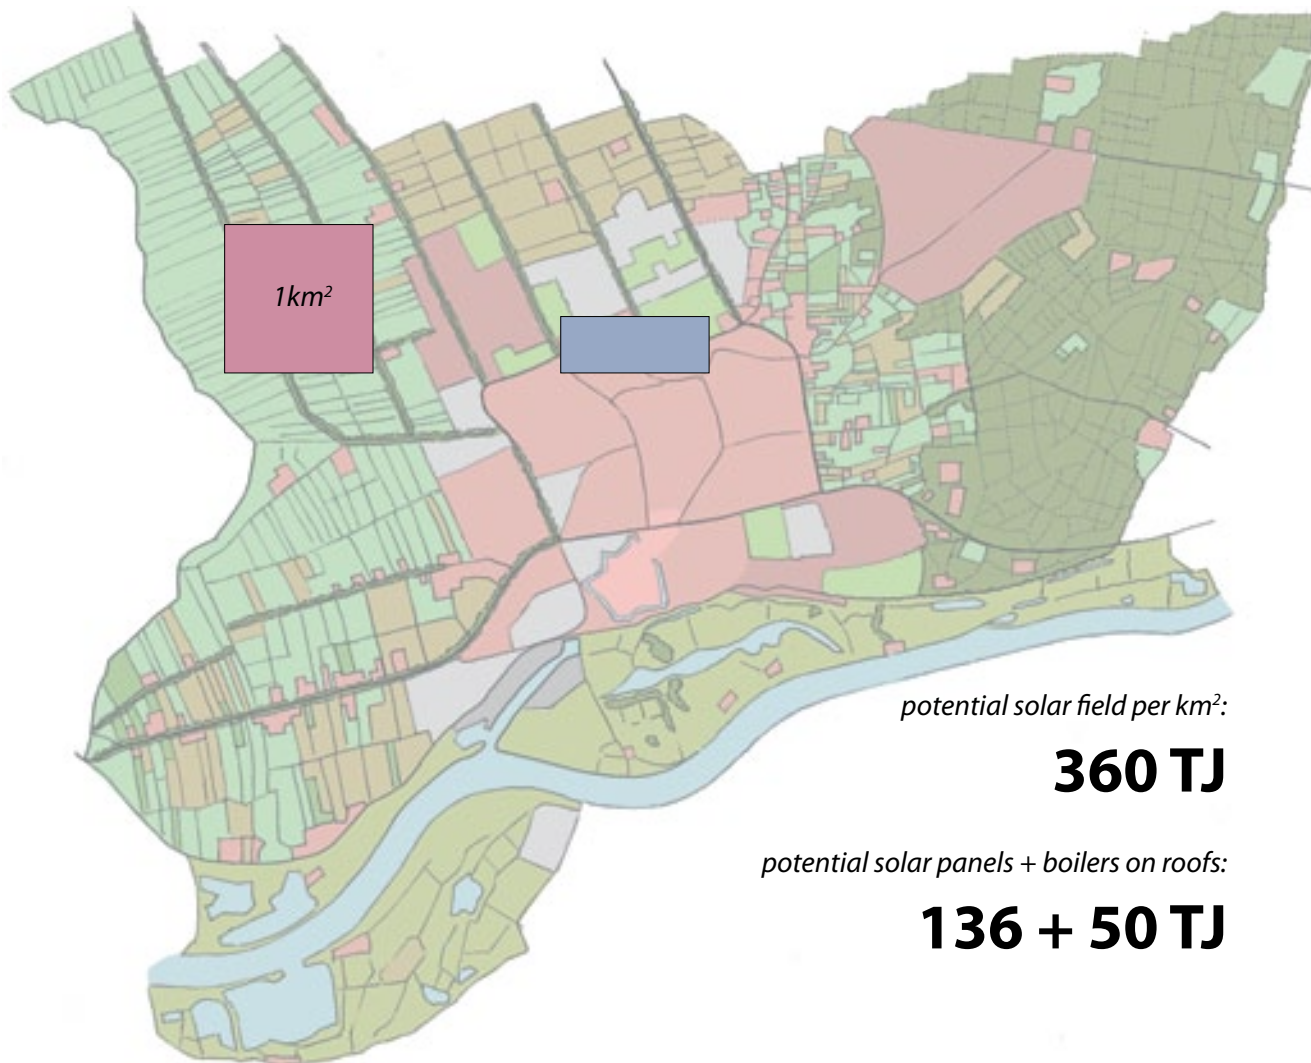 1km²
potential solar field per km²:
360 TJ
potential solar panels + boilers on roofs:
136 + 50 TJ